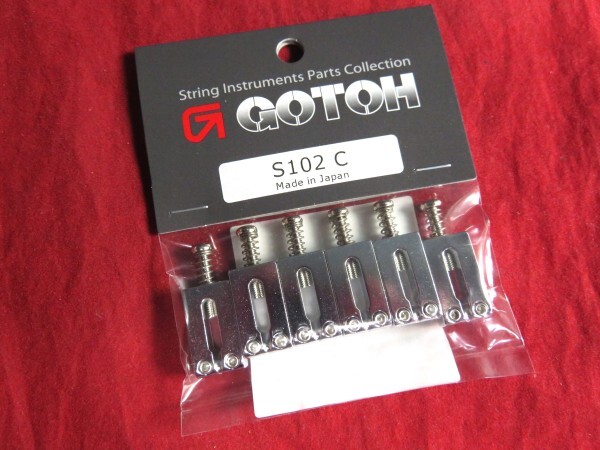 String Instruments Parts Collection
GOTOH
S102 C
Made in Japan